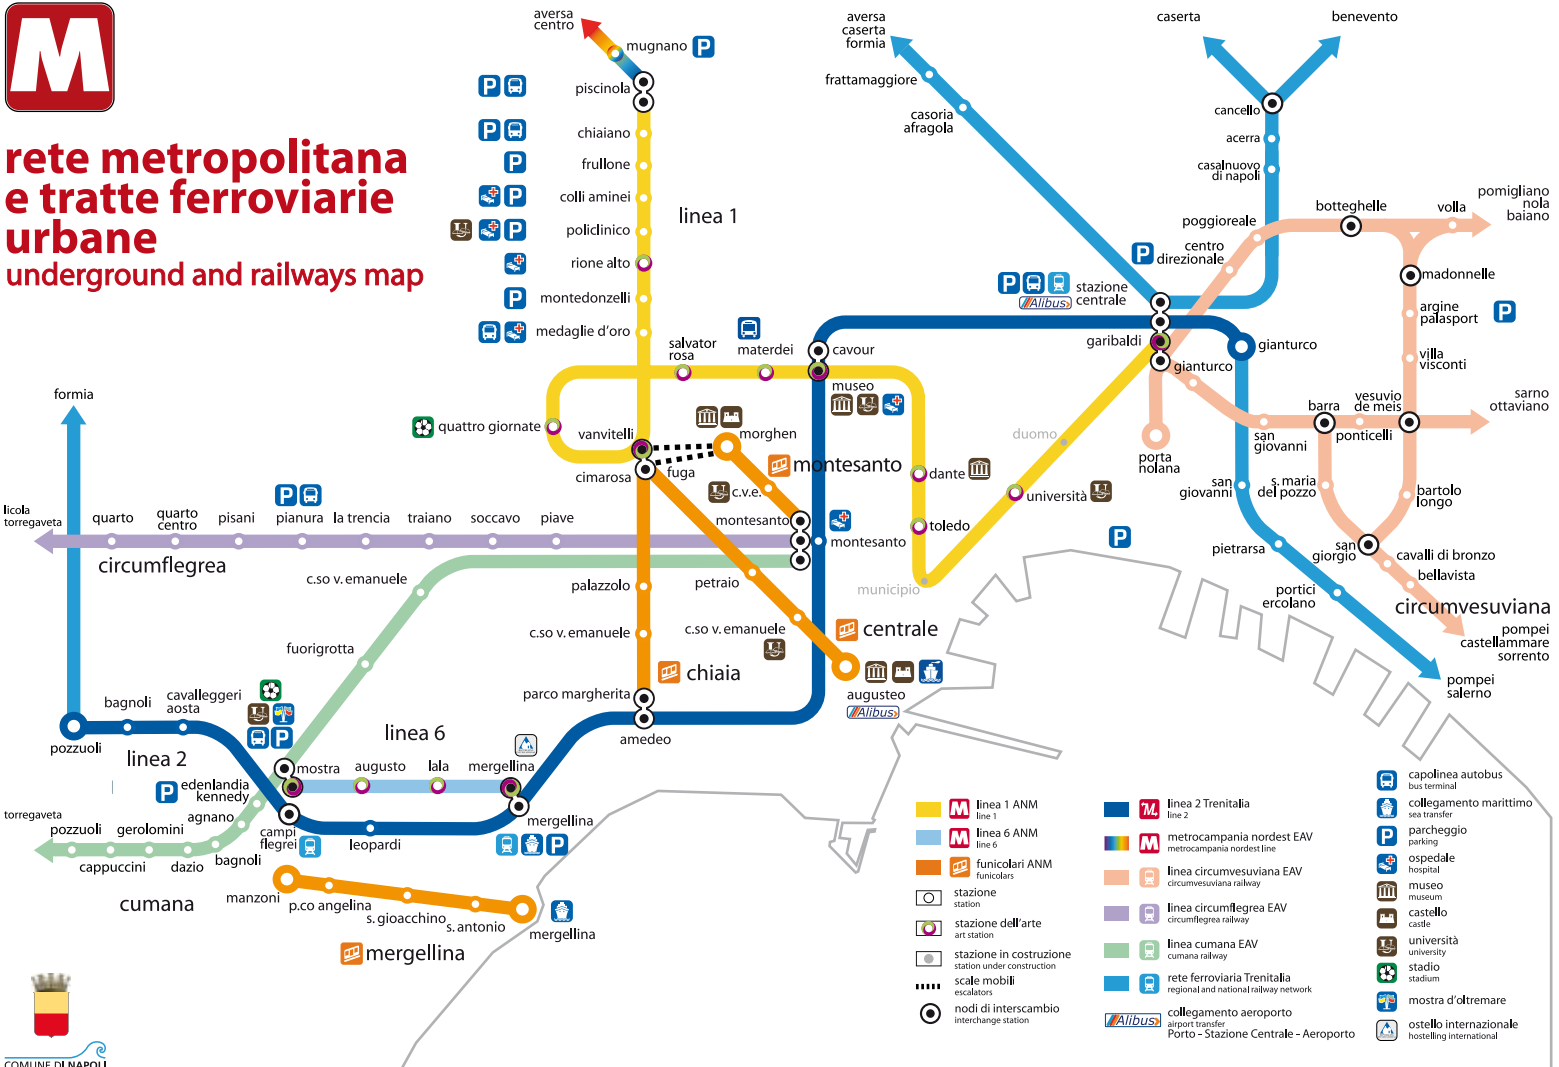 M
rete metropolitana
e tratte ferroviarie
urbane
underground and railways map
aversa
centro
mugnano
P
piscinola
P
chiaiano
P
frullone
P
colli aminei
P
policlinico
P
rione alto
montedonzelli
P
medaglie d'oro
linea 1
salvator
rosa
materdei
cavour
museo
quattro giornate
vanvitelli
cimarosa
fuga
morghen
montesanto
c.v.e.
montesanto
montesanto
dante
toledo
municipio
università
duomo
garibaldi
stazione
centrale
P
Alibus
aversa
caserta
formia
frattamaggiore
casoria
afragola
caserta
benevento
cancello
acerra
casalnuovo
di napoli
poggioreale
centro
direzionale
P
botteghelle
volla
pomigliano
nola
baiano
madonnelle
argine
palasport
P
villa
visconti
vesuvio
de meis
sarno
ottaviano
barra
ponticelli
gianturco
gianturco
porta
nolana
san
giovanni
san
giovanni
s. maria
del pozzo
bartolo
longo
pietrarsa
san
giorgio
cavalli di bronzo
bellavista
portici
ercolano
circumvesuviana
pompei
castellammare
sorrento
pompei
salerno
P
formia
licola
torregaveta
quarto
quarto
centro
pisani
P
pianura
la trencia
traiano
soccavo
piave
circumflegrea
c.so v. emanuele
fuorigrotta
palazzolo
petraio
c.so v. emanuele
c.so v. emanuele
centrale
augusteo
Alibus
chiaia
parco margherita
amedeo
bagnoli
cavalleggeri
aosta
pozzuoli
linea 2
P
linea 6
mostra
augusto
lala
mergellina
P
edenlandia
kennedy
agnano
campi
flegrei
leopardi
mergellina
P
torregaveta
pozzuoli
gerolomini
cappuccini
dazio
bagnoli
cumana
manzoni
p.co angelina
s. gioacchino
s. antonio
mergellina
mergellina
COMUNE DI NAPOLI
M
linea 1 ANM
line 1
M
linea 6 ANM
line 6
funicolari ANM
funicolars
stazione
station
stazione dell'arte
art station
stazione in costruzione
station under construction
scale mobili
escalators
nodi di interscambio
interchange station
M
linea 2 Trenitalia
line 2
M
metrocampania nordest EAV
metrocampania nordest line
linea circumvesuviana EAV
circumvesuviana railway
linea circumflegrea EAV
circumflegrea railway
linea cumana EAV
cumana railway
rete ferroviaria Trenitalia
regional and national railway network
Alibus
collegamento aeroporto
airport transfer
Porto – Stazione Centrale – Aeroporto
capolinea autobus
bus terminal
collegamento marittimo
sea transfer
P
parcheggio
parking
ospedale
hospital
museo
museum
castello
castle
università
university
stadio
stadium
mostra d'oltremare
ostello internazionale
hostelling international